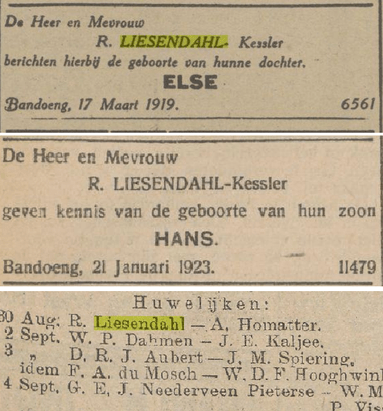 De Heer en Mevrouw
R. LIESENDAHL- Kessler
berichten hierbij de geboorte van hunne dochter.
ELSE
Bandoeng, 17 Maart 1919. 6561
De Heer en Mevrouw
R. LIESENDAHL-Kessler
geven kennis van de geboorte van hun zoon
HANS.
Bandoeng, 21 Januari 1923. 11479
Huwelijken:
30 Aug: R. Liesendahl — A, Homatter.
2 Sept. W. P. Dahmen — J. E. Kaljee.
3 „ D, R. J. Aubert — J, M. Spiering,
idem F. A. du Mosch — W. D. F. Hooghwink
4 Sept. G. E, J. Neederveen Pieterse — W. M